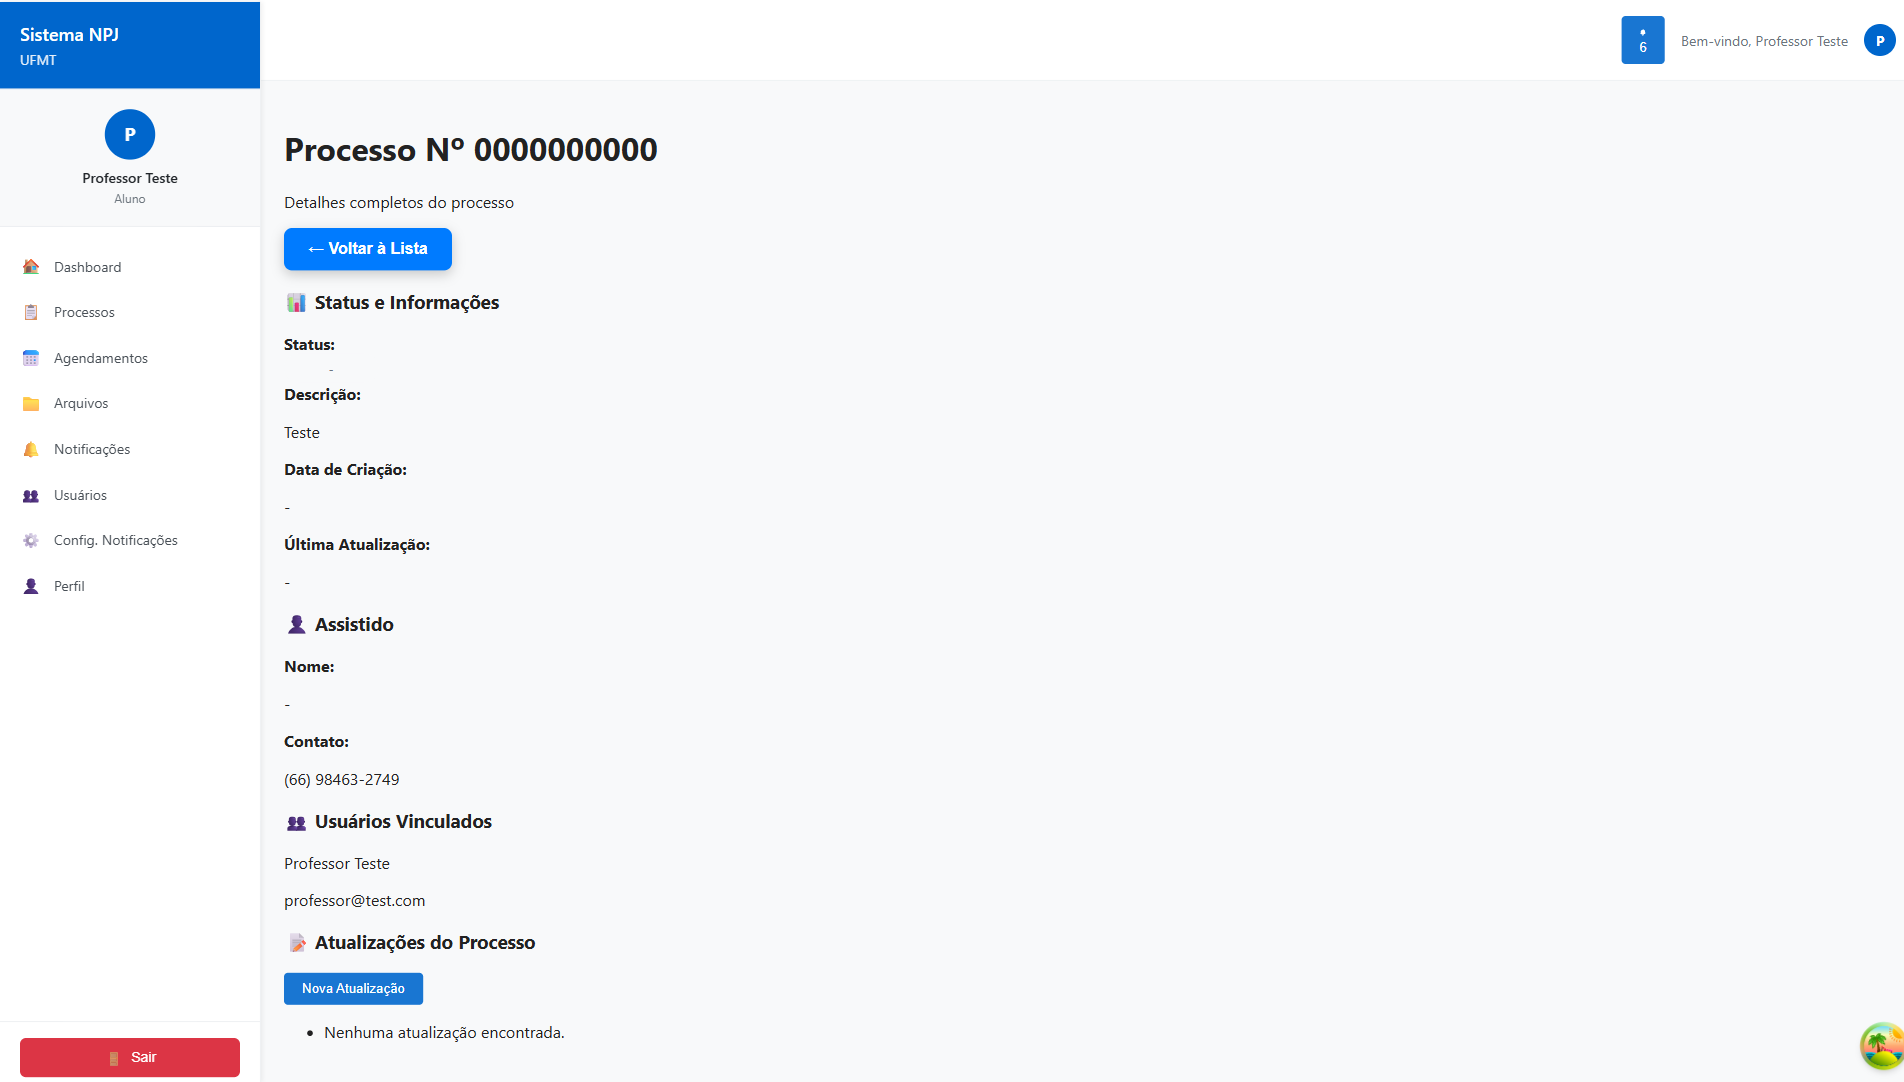 Sistema NPJ
UFMT
6
Bem-vindo, Professor Teste
P
P
Professor Teste
Aluno
Dashboard
Processos
Agendamentos
Arquivos
Notificações
Usuários
Config. Notificações
Perfil
Sair
Processo Nº 0000000000
Detalhes completos do processo
← Voltar à Lista
Status e Informações
Status:
-
Descrição:
Teste
Data de Criação:
-
Última Atualização:
-
Assistido
Nome:
-
Contato:
(66) 98463-2749
Usuários Vinculados
Professor Teste
professor@test.com
Atualizações do Processo
Nova Atualização
• Nenhuma atualização encontrada.